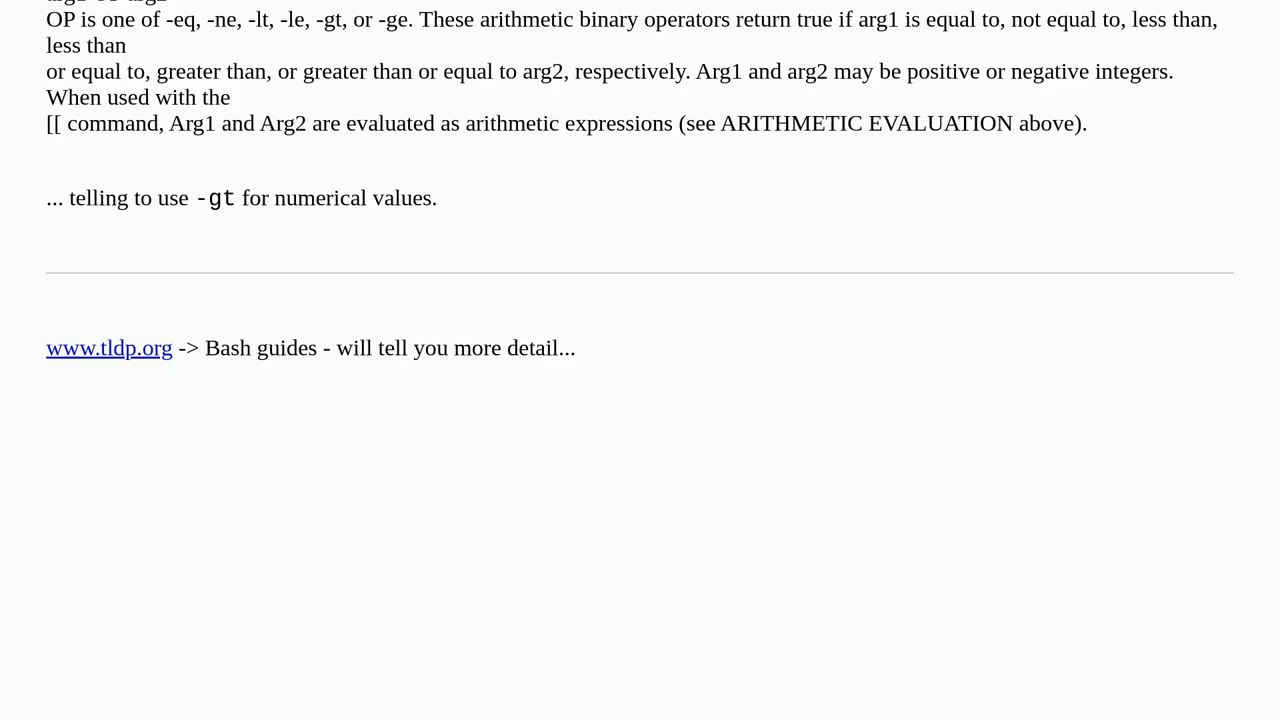 OP is one of -eq, -ne, -lt, -le, -gt, or -ge. These arithmetic binary operators return true if arg1 is equal to, not equal to, less than,
less than
or equal to, greater than, or greater than or equal to arg2, respectively. Arg1 and arg2 may be positive or negative integers.
When used with the
[[ command, Arg1 and Arg2 are evaluated as arithmetic expressions (see ARITHMETIC EVALUATION above).
... telling to use -gt for numerical values.
www.tldp.org -> Bash guides - will tell you more detail...